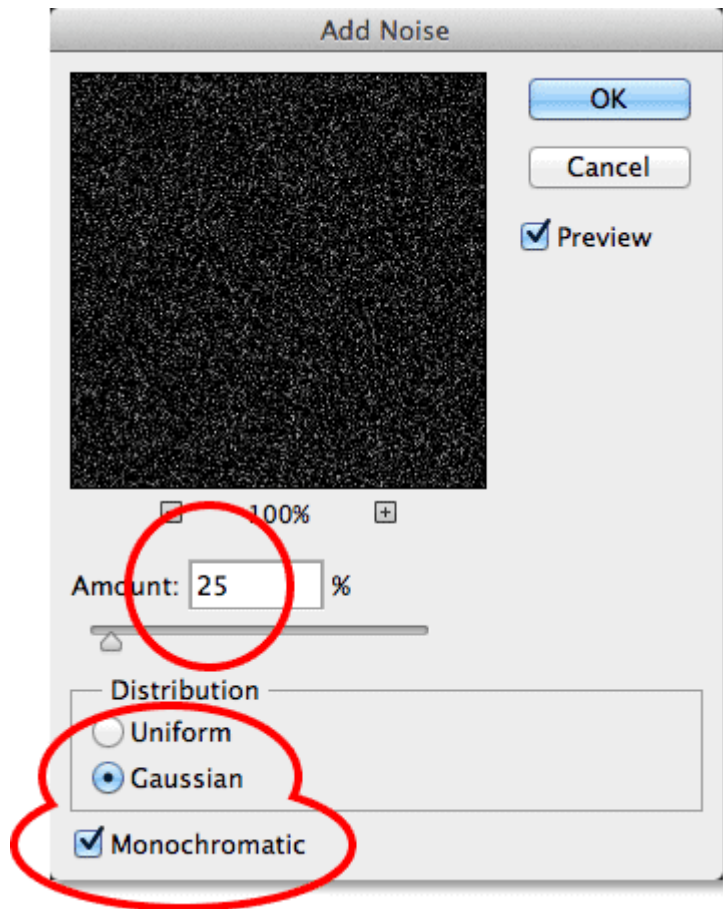 Add Noise
OK
Cancel
Preview
100%
Amount: 25 %
Distribution
Uniform
Gaussian
Monochromatic